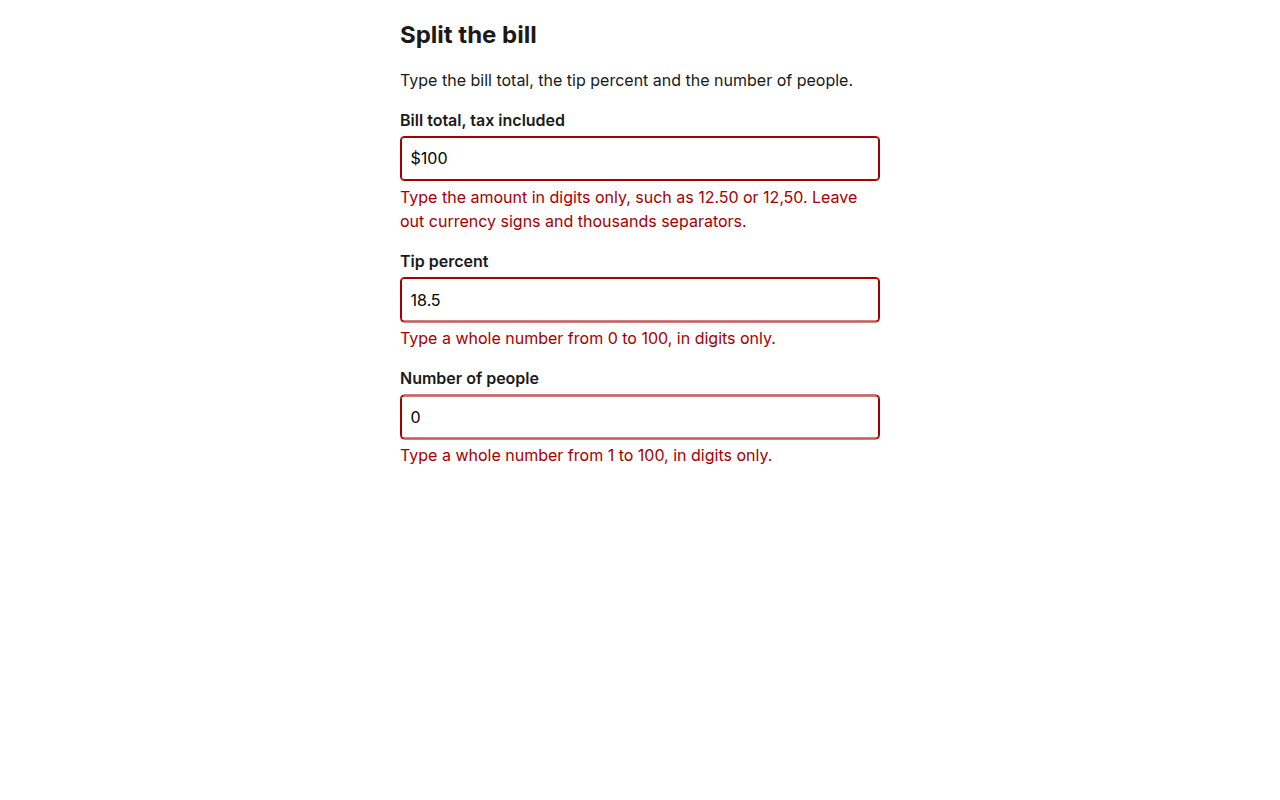 Split the bill
Type the bill total, the tip percent and the number of people.
Bill total, tax included
$100
Type the amount in digits only, such as 12.50 or 12,50. Leave
out currency signs and thousands separators.
Tip percent
18.5
Type a whole number from 0 to 100, in digits only.
Number of people
0
Type a whole number from 1 to 100, in digits only.